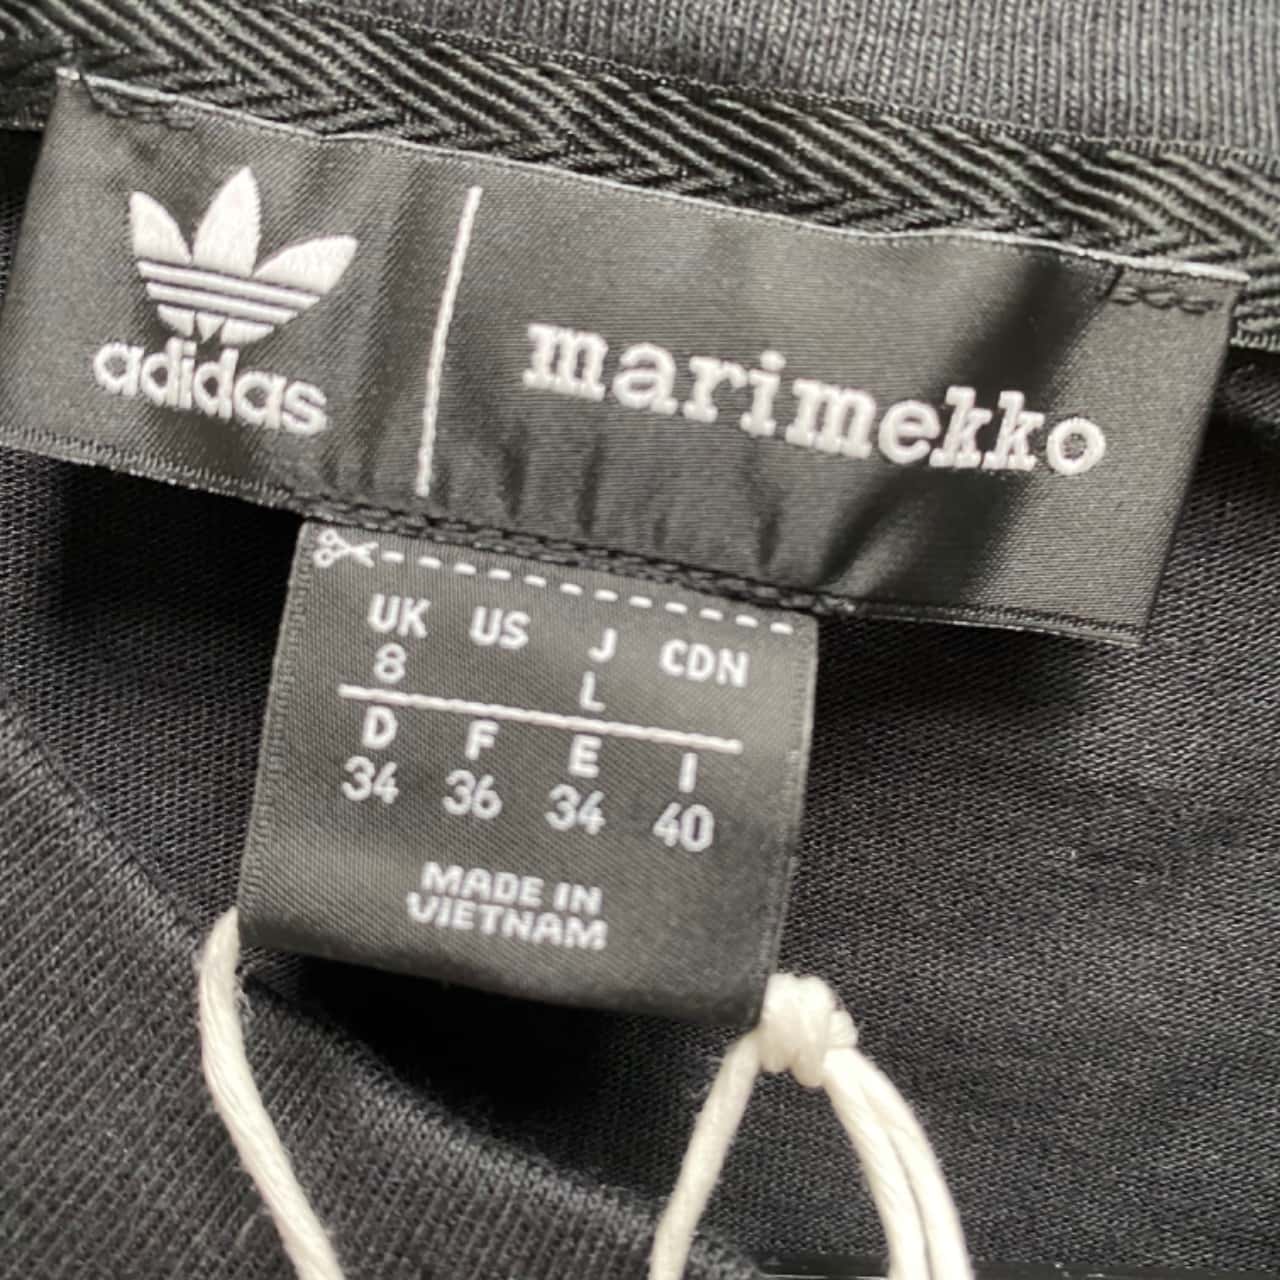 adidas
marimekko
UK US J CDN
8 L
D F E I
34 36 34 40
MADE IN
VIETNAM